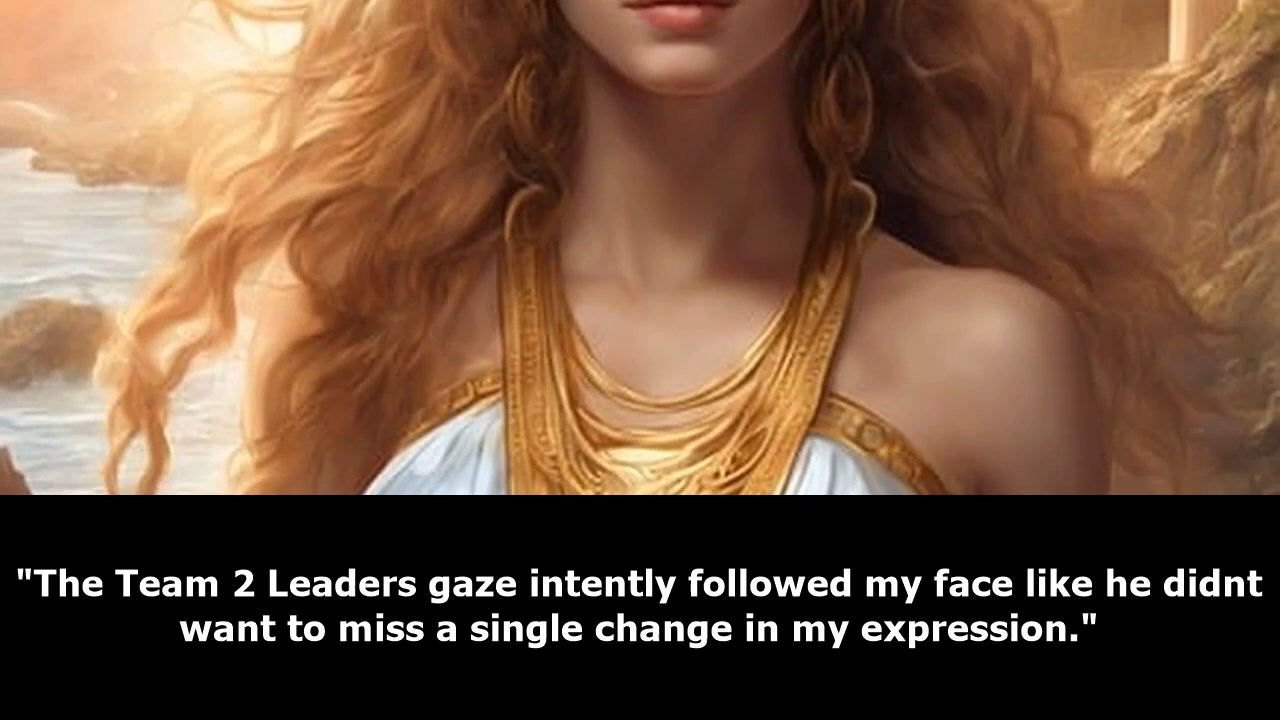 "The Team 2 Leaders gaze intently followed my face like he didnt
want to miss a single change in my expression."